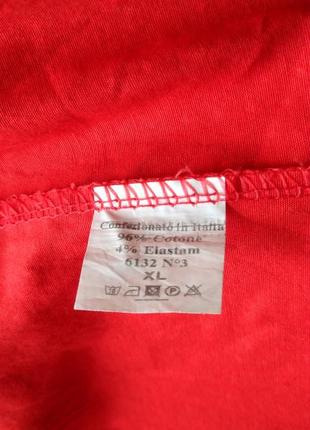 Confezionato in Italia
96% Cotone
4% Elastam
6132 N°3
XL